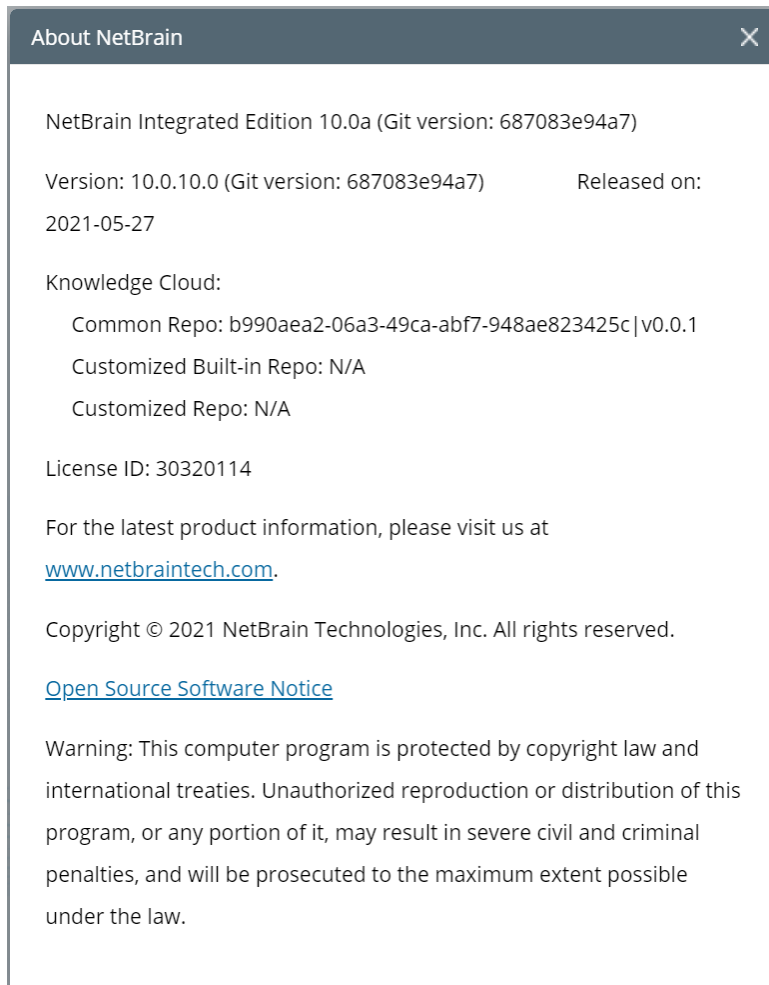 About NetBrain
NetBrain Integrated Edition 10.0a (Git version: 687083e94a7)
Version: 10.0.10.0 (Git version: 687083e94a7) Released on:
2021-05-27
Knowledge Cloud:
Common Repo: b990aea2-06a3-49ca-abf7-948ae823425c|v0.0.1
Customized Built-in Repo: N/A
Customized Repo: N/A
License ID: 30320114
For the latest product information, please visit us at
www.netbraintech.com.
Copyright © 2021 NetBrain Technologies, Inc. All rights reserved.
Open Source Software Notice
Warning: This computer program is protected by copyright law and
international treaties. Unauthorized reproduction or distribution of this
program, or any portion of it, may result in severe civil and criminal
penalties, and will be prosecuted to the maximum extent possible
under the law.